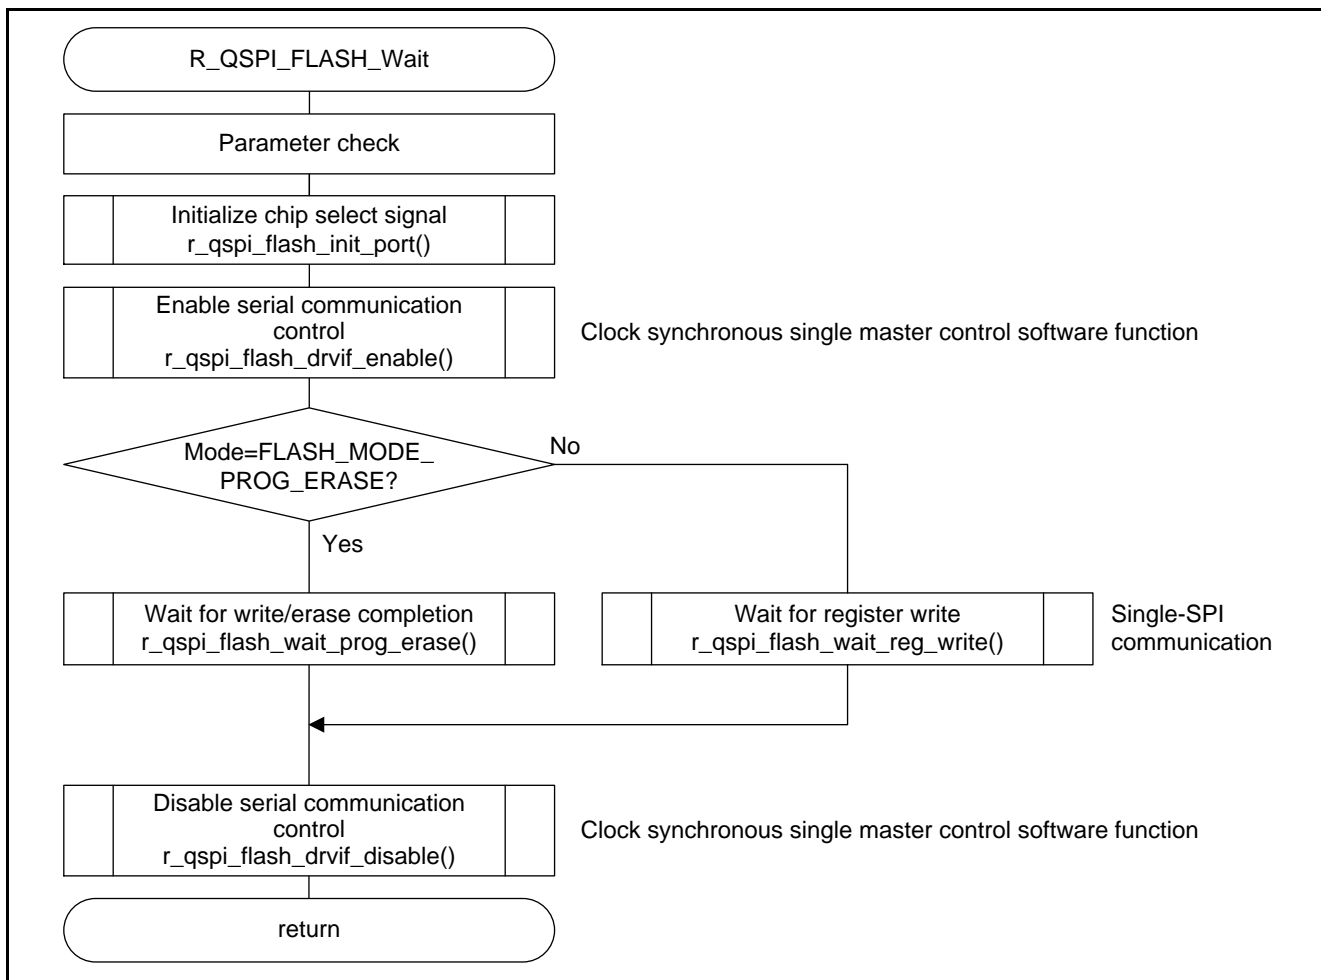 R_QSPI_FLASH_Wait
Parameter check
Initialize chip select signal
r_qspi_flash_init_port()
Enable serial communication
control
r_qspi_flash_drvif_enable()
Clock synchronous single master control software function
Mode=FLASH_MODE_
PROG_ERASE?
No
Yes
Wait for write/erase completion
r_qspi_flash_wait_prog_erase()
Wait for register write
r_qspi_flash_wait_reg_write()
Single-SPI
communication
Disable serial communication
control
r_qspi_flash_drvif_disable()
Clock synchronous single master control software function
return